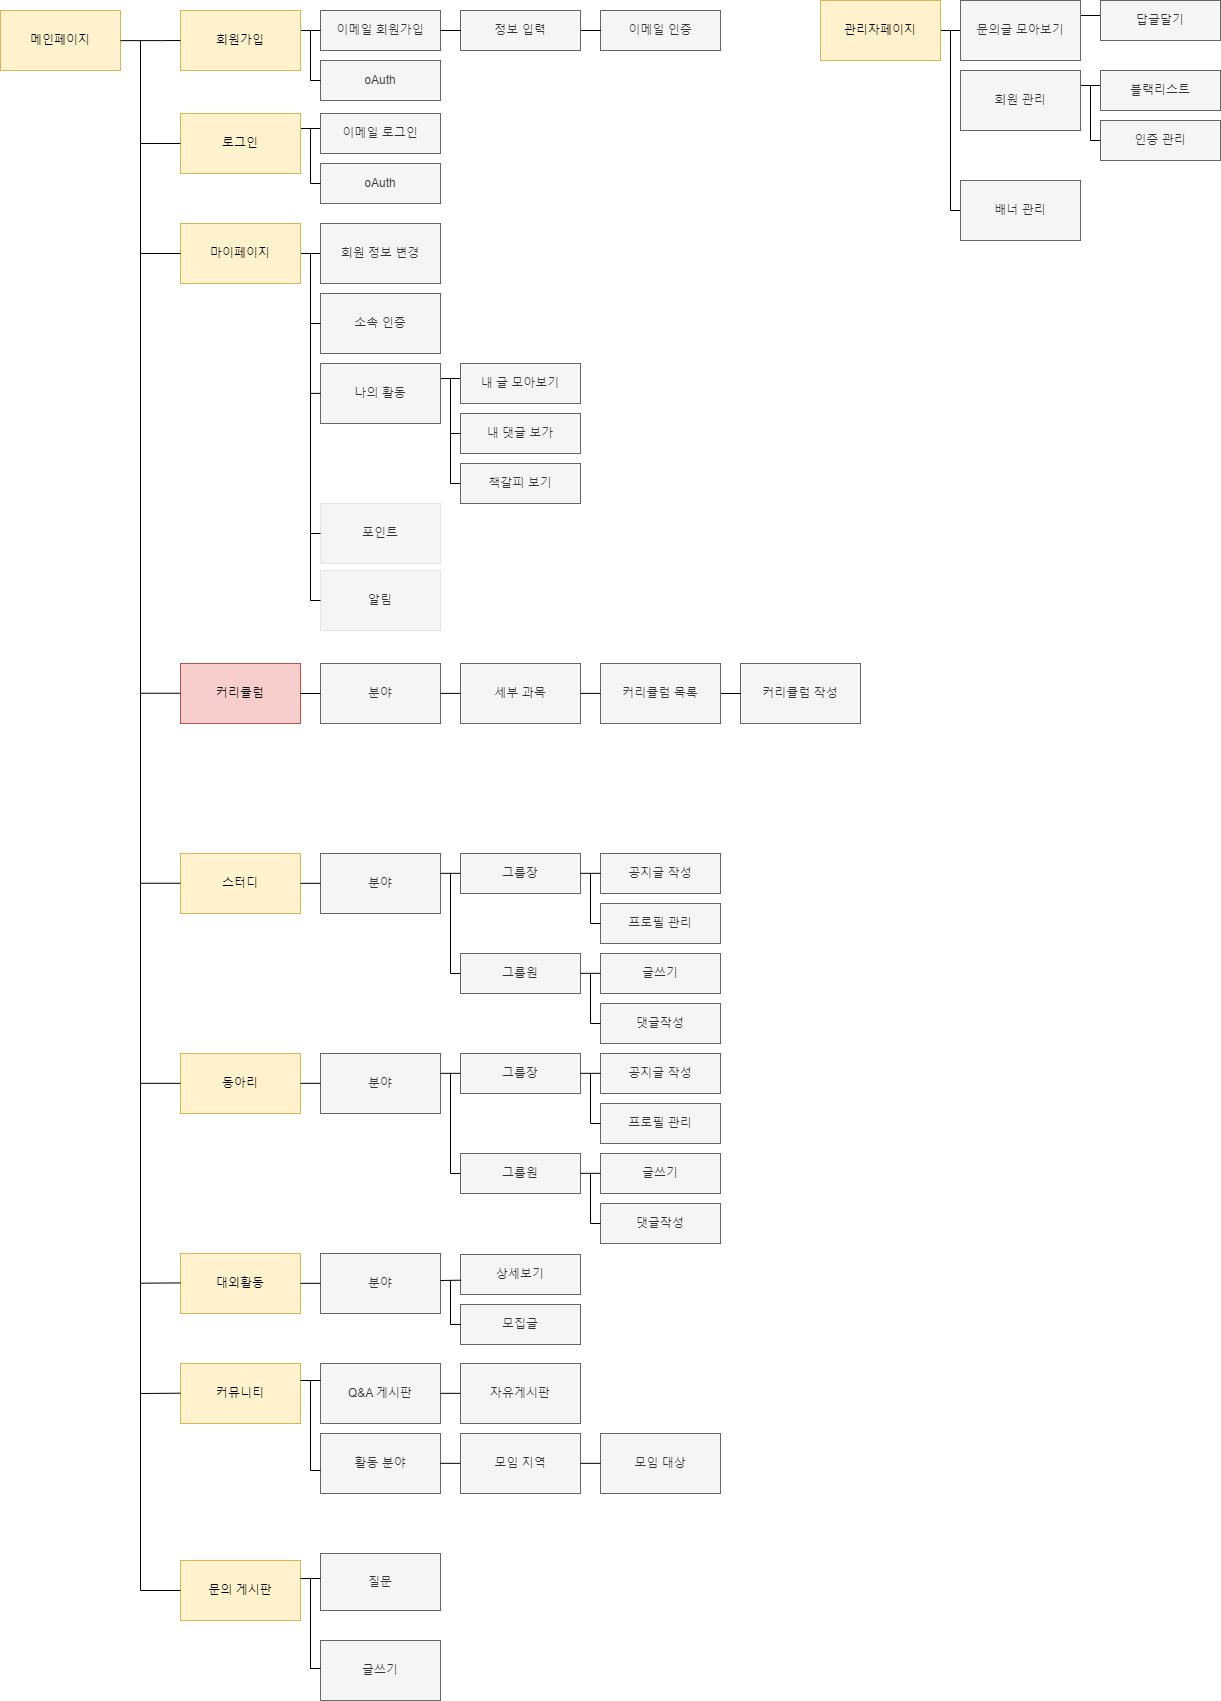 메인페이지
회원가입
이메일 회원가입
정보 입력
이메일 인증
oAuth
로그인
이메일 로그인
oAuth
마이페이지
회원 정보 변경
소속 인증
나의 활동
내 글 모아보기
내 댓글 보가
책갈피 보기
포인트
알림
커리큘럼
분야
세부 과목
커리큘럼 목록
커리큘럼 작성
스터디
분야
그룹장
공지글 작성
프로필 관리
그룹원
글쓰기
댓글작성
동아리
분야
그룹장
공지글 작성
프로필 관리
그룹원
글쓰기
댓글작성
대외활동
분야
상세보기
모집글
커뮤니티
Q&A 게시판
자유게시판
활동 분야
모임 지역
모임 대상
문의 게시판
질문
글쓰기
관리자페이지
문의글 모아보기
답글달기
회원 관리
블랙리스트
인증 관리
배너 관리